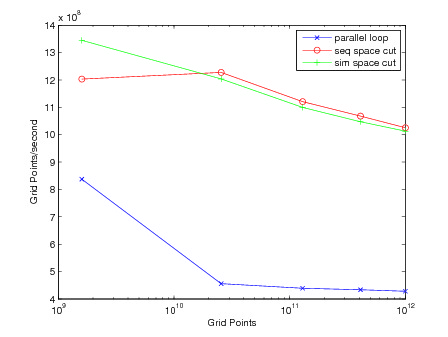 x 10^8
14
13
12
11
10
9
8
7
6
5
4
10^9
10^10
10^11
10^12
Grid Points
Grid Points/second
parallel loop
seq space cut
sim space cut